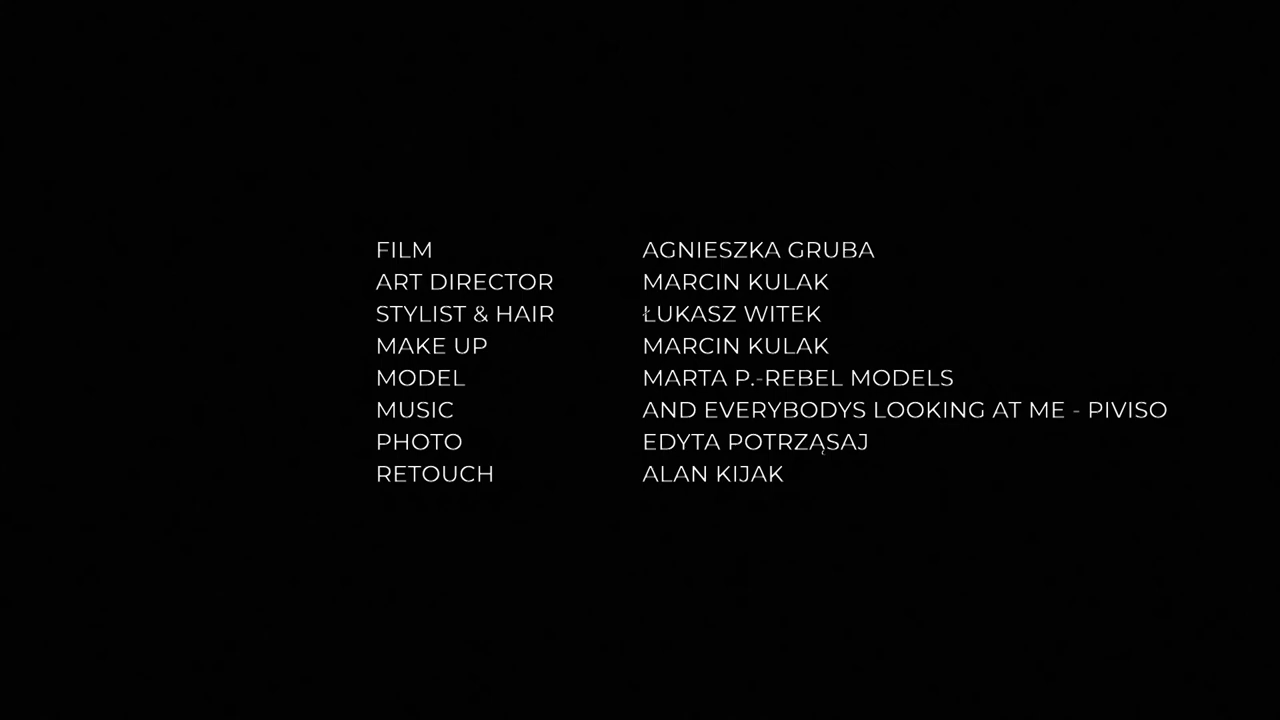 FILM AGNIESZKA GRUBA
ART DIRECTOR MARCIN KULAK
STYLIST & HAIR ŁUKASZ WITEK
MAKE UP MARCIN KULAK
MODEL MARTA P.-REBEL MODELS
MUSIC AND EVERYBODYS LOOKING AT ME - PIVISO
PHOTO EDYTA POTRZĄSAJ
RETOUCH ALAN KIJAK